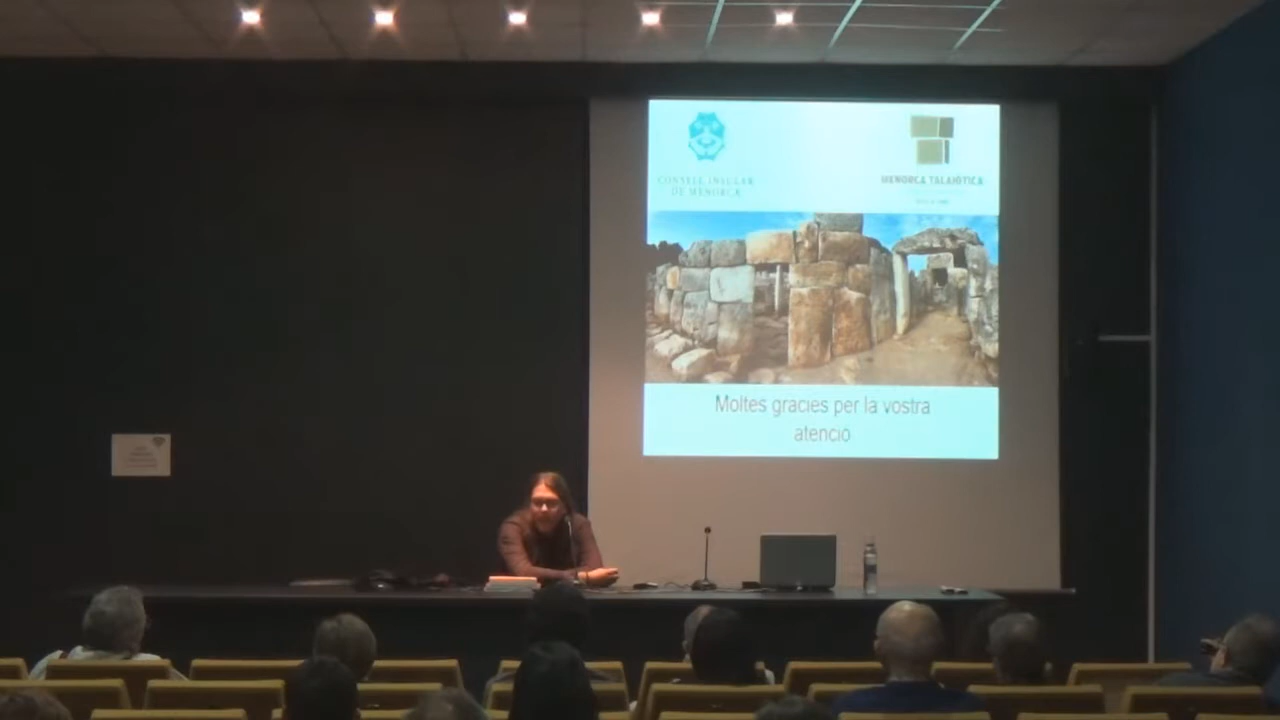 CONSELL INSULAR
DE MENORCA
MENORCA TALAIÒTICA
Moltes gracies per la vostra
atencio